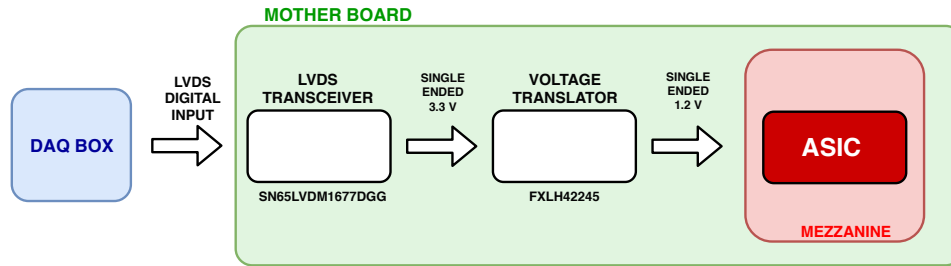 MOTHER BOARD
DAQ BOX
LVDS
DIGITAL
INPUT
LVDS
TRANSCEIVER
SN65LVDM1677DGG
SINGLE
ENDED
3.3 V
VOLTAGE
TRANSLATOR
FXLH42245
SINGLE
ENDED
1.2 V
ASIC
MEZZANINE